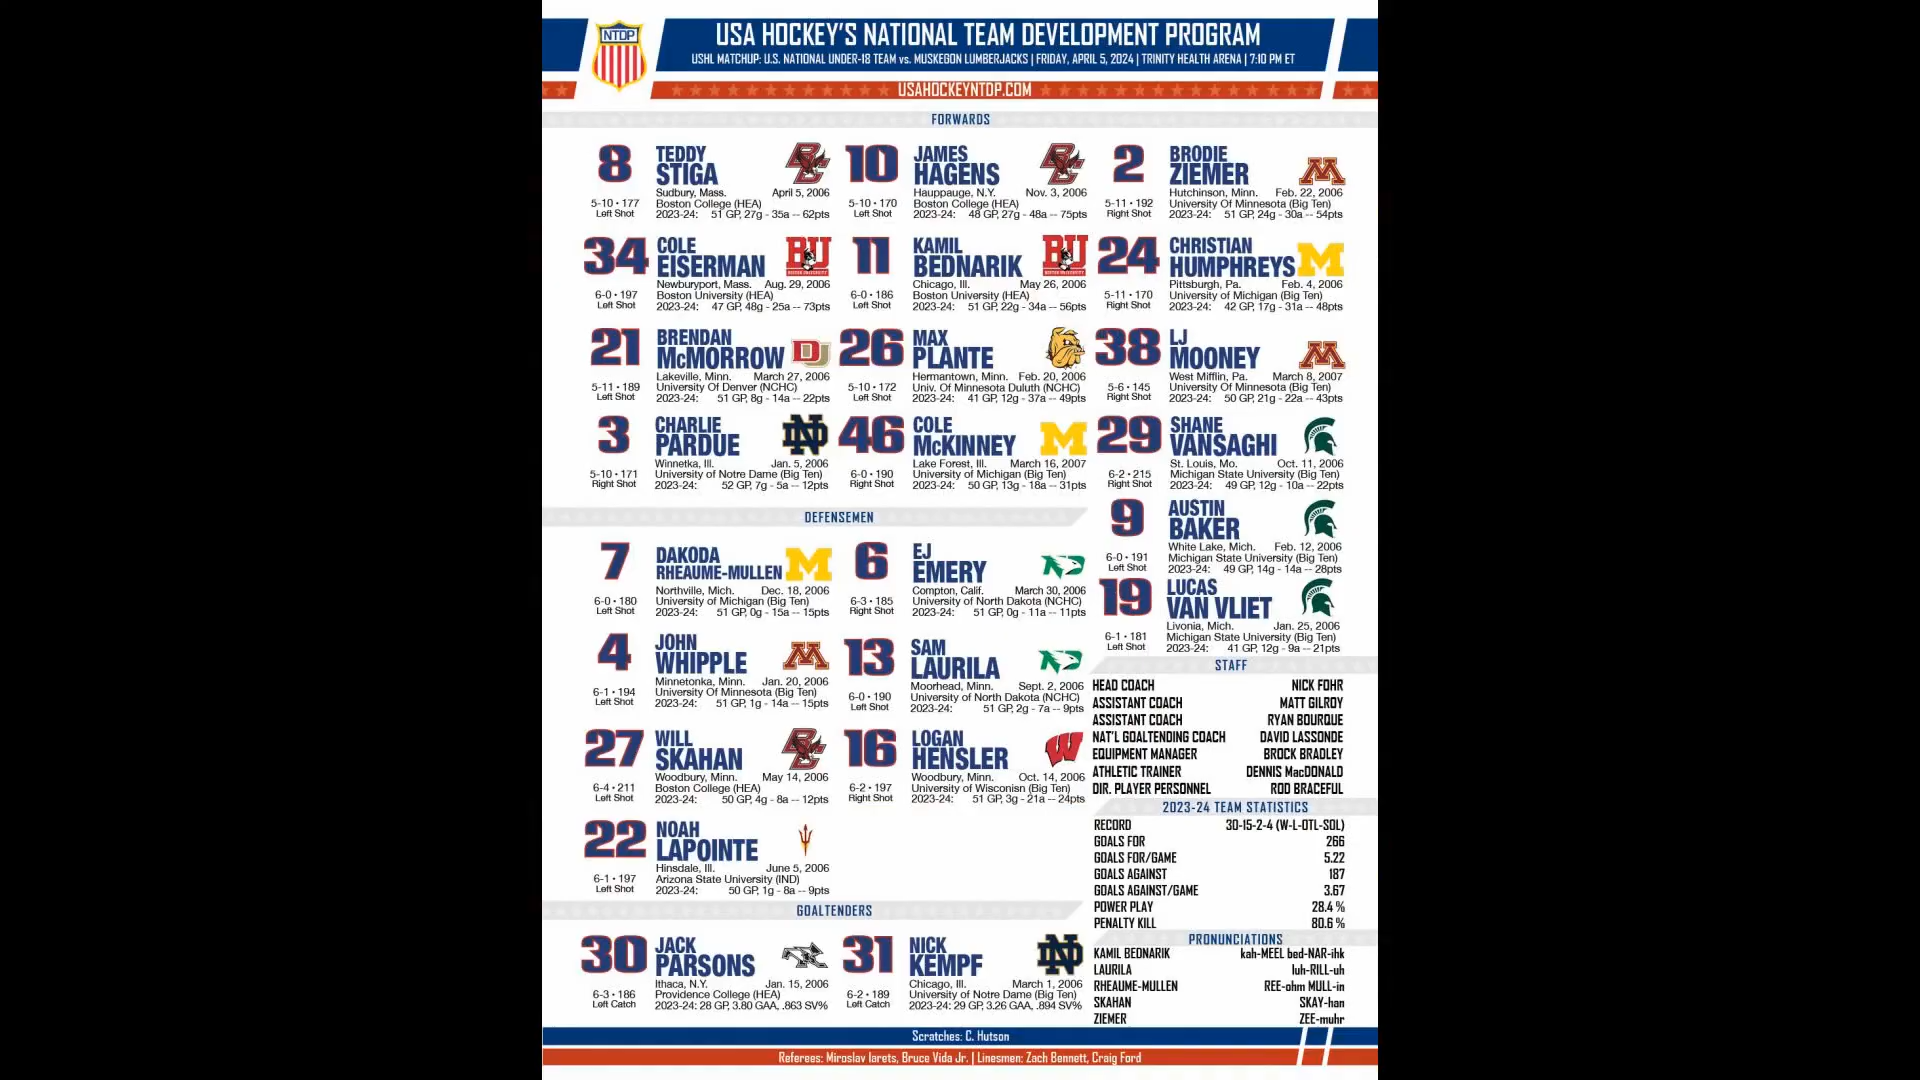 NTDP
USA HOCKEY'S NATIONAL TEAM DEVELOPMENT PROGRAM
USHL MATCHUP: U.S. NATIONAL UNDER-18 TEAM vs. MUSKEGON LUMBERJACKS | FRIDAY, APRIL 5, 2024 | TRINITY HEALTH ARENA | 7:10 PM ET
USAHOCKEYNTDP.COM
FORWARDS
8 TEDDY STIGA
Sudbury, Mass. April 5, 2006
5-10 • 177 Boston College (HEA)
Left Shot 2023-24: 51 GP, 27g - 35a -- 62pts
10 JAMES HAGENS
Hauppauge, N.Y. Nov. 3, 2006
5-10 • 170 Boston College (HEA)
Left Shot 2023-24: 48 GP, 27g - 48a -- 75pts
2 BRODIE ZIEMER
Hutchinson, Minn. Feb. 22, 2006
5-11 • 192 University Of Minnesota (Big Ten)
Right Shot 2023-24: 51 GP, 24g - 30a -- 54pts
34 COLE EISERMAN
BU
Newburyport, Mass. Aug. 29, 2006
6-0 • 197 Boston University (HEA)
Left Shot 2023-24: 47 GP, 48g - 25a -- 73pts
11 KAMIL BEDNARIK
BU
Chicago, Ill. May 26, 2006
6-0 • 186 Boston University (HEA)
Left Shot 2023-24: 51 GP, 22g - 34a -- 56pts
24 CHRISTIAN HUMPHREYS
M
Pittsburgh, Pa. Feb. 4, 2006
5-11 • 170 University of Michigan (Big Ten)
Right Shot 2023-24: 42 GP, 17g - 31a -- 48pts
21 BRENDAN McMORROW
Lakeville, Minn. March 27, 2006
5-11 • 189 University Of Denver (NCHC)
Left Shot 2023-24: 51 GP, 8g - 14a -- 22pts
26 MAX PLANTE
Hermantown, Minn. Feb. 20, 2006
5-10 • 172 Univ. Of Minnesota Duluth (NCHC)
Left Shot 2023-24: 41 GP, 12g - 37a -- 49pts
38 LJ MOONEY
M
West Mifflin, Pa. March 8, 2007
5-6 • 145 University Of Minnesota (Big Ten)
Right Shot 2023-24: 50 GP, 21g - 22a -- 43pts
3 CHARLIE PARDUE
Winnetka, Ill. Jan. 5, 2006
5-10 • 171 University of Notre Dame (Big Ten)
Right Shot 2023-24: 52 GP, 7g - 5a -- 12pts
46 COLE McKINNEY
M
Lake Forest, Ill. March 16, 2007
6-0 • 190 University of Michigan (Big Ten)
Right Shot 2023-24: 50 GP, 13g - 18a -- 31pts
29 SHANE VANSAGHI
St. Louis, Mo. Oct. 11, 2006
6-2 • 215 Michigan State University (Big Ten)
Right Shot 2023-24: 49 GP, 12g - 10a -- 22pts
9 AUSTIN BAKER
White Lake, Mich. Feb. 12, 2006
6-0 • 191 Michigan State University (Big Ten)
Left Shot 2023-24: 49 GP, 14g - 14a -- 28pts
19 LUCAS VAN VLIET
Livonia, Mich. Jan. 25, 2006
6-1 • 181 Michigan State University (Big Ten)
Left Shot 2023-24: 41 GP, 12g - 9a -- 21pts
DEFENSEMEN
7 DAKODA RHEAUME-MULLEN
M
Northville, Mich. Dec. 18, 2006
6-0 • 180 University of Michigan (Big Ten)
Left Shot 2023-24: 51 GP, 0g - 15a -- 15pts
6 EJ EMERY
Compton, Calif. March 30, 2006
6-3 • 185 University of North Dakota (NCHC)
Right Shot 2023-24: 51 GP, 0g - 11a -- 11pts
4 JOHN WHIPPLE
M
Minnetonka, Minn. Jan. 20, 2006
6-1 • 194 University Of Minnesota (Big Ten)
Left Shot 2023-24: 51 GP, 1g - 14a -- 15pts
13 SAM LAURILA
Moorhead, Minn. Sept. 2, 2006
6-0 • 190 University of North Dakota (NCHC)
Left Shot 2023-24: 51 GP, 2g - 7a -- 9pts
27 WILL SKAHAN
Woodbury, Minn. May 14, 2006
6-4 • 211 Boston College (HEA)
Left Shot 2023-24: 50 GP, 4g - 8a -- 12pts
16 LOGAN HENSLER
W
Woodbury, Minn. Oct. 14, 2006
6-2 • 197 University of Wisconisn (Big Ten)
Right Shot 2023-24: 51 GP, 3g - 21a -- 24pts
22 NOAH LAPOINTE
Hinsdale, Ill. June 5, 2006
6-1 • 197 Arizona State University (IND)
Left Shot 2023-24: 50 GP, 1g - 8a -- 9pts
GOALTENDERS
30 JACK PARSONS
Ithaca, N.Y. Jan. 15, 2006
6-3 • 186 Providence College (HEA)
Left Catch 2023-24: 28 GP, 3.80 GAA, .863 SV%
31 NICK KEMPF
Chicago, Ill. March 1, 2006
6-2 • 189 University of Notre Dame (Big Ten)
Left Catch 2023-24: 29 GP, 3.26 GAA, .894 SV%
STAFF
HEAD COACH NICK FOHR
ASSISTANT COACH MATT GILROY
ASSISTANT COACH RYAN BOURQUE
NAT'L GOALTENDING COACH DAVID LASSONDE
EQUIPMENT MANAGER BROCK BRADLEY
ATHLETIC TRAINER DENNIS MacDONALD
DIR. PLAYER PERSONNEL ROD BRACEFUL
2023-24 TEAM STATISTICS
RECORD 30-15-2-4 (W-L-OTL-SOL)
GOALS FOR 266
GOALS FOR/GAME 5.22
GOALS AGAINST 187
GOALS AGAINST/GAME 3.67
POWER PLAY 28.4 %
PENALTY KILL 80.6 %
PRONUNCIATIONS
KAMIL BEDNARIK kah-MEEL bed-NAR-ihk
LAURILA luh-RILL-uh
RHEAUME-MULLEN REE-ohm MULL-in
SKAHAN SKAY-han
ZIEMER ZEE-muhr
Scratches: C. Hutson
Referees: Miroslav Iarets, Bruce Vida Jr. | Linesmen: Zach Bennett, Craig Ford